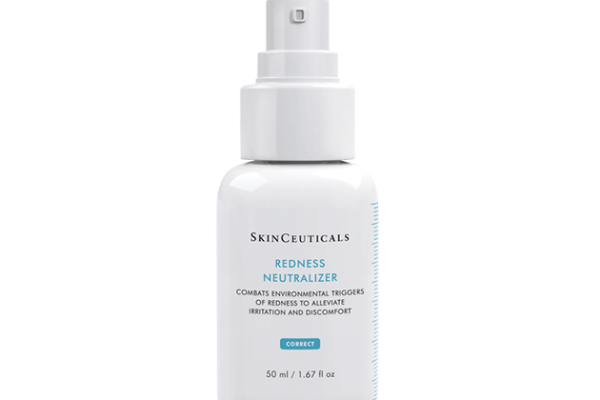 SKINCEUTICALS
REDNESS
NEUTRALIZER
COMBATS ENVIRONMENTAL TRIGGERS
OF REDNESS TO ALLEVIATE
IRRITATION AND DISCOMFORT
CORRECT
50 ml / 1.67 fl oz